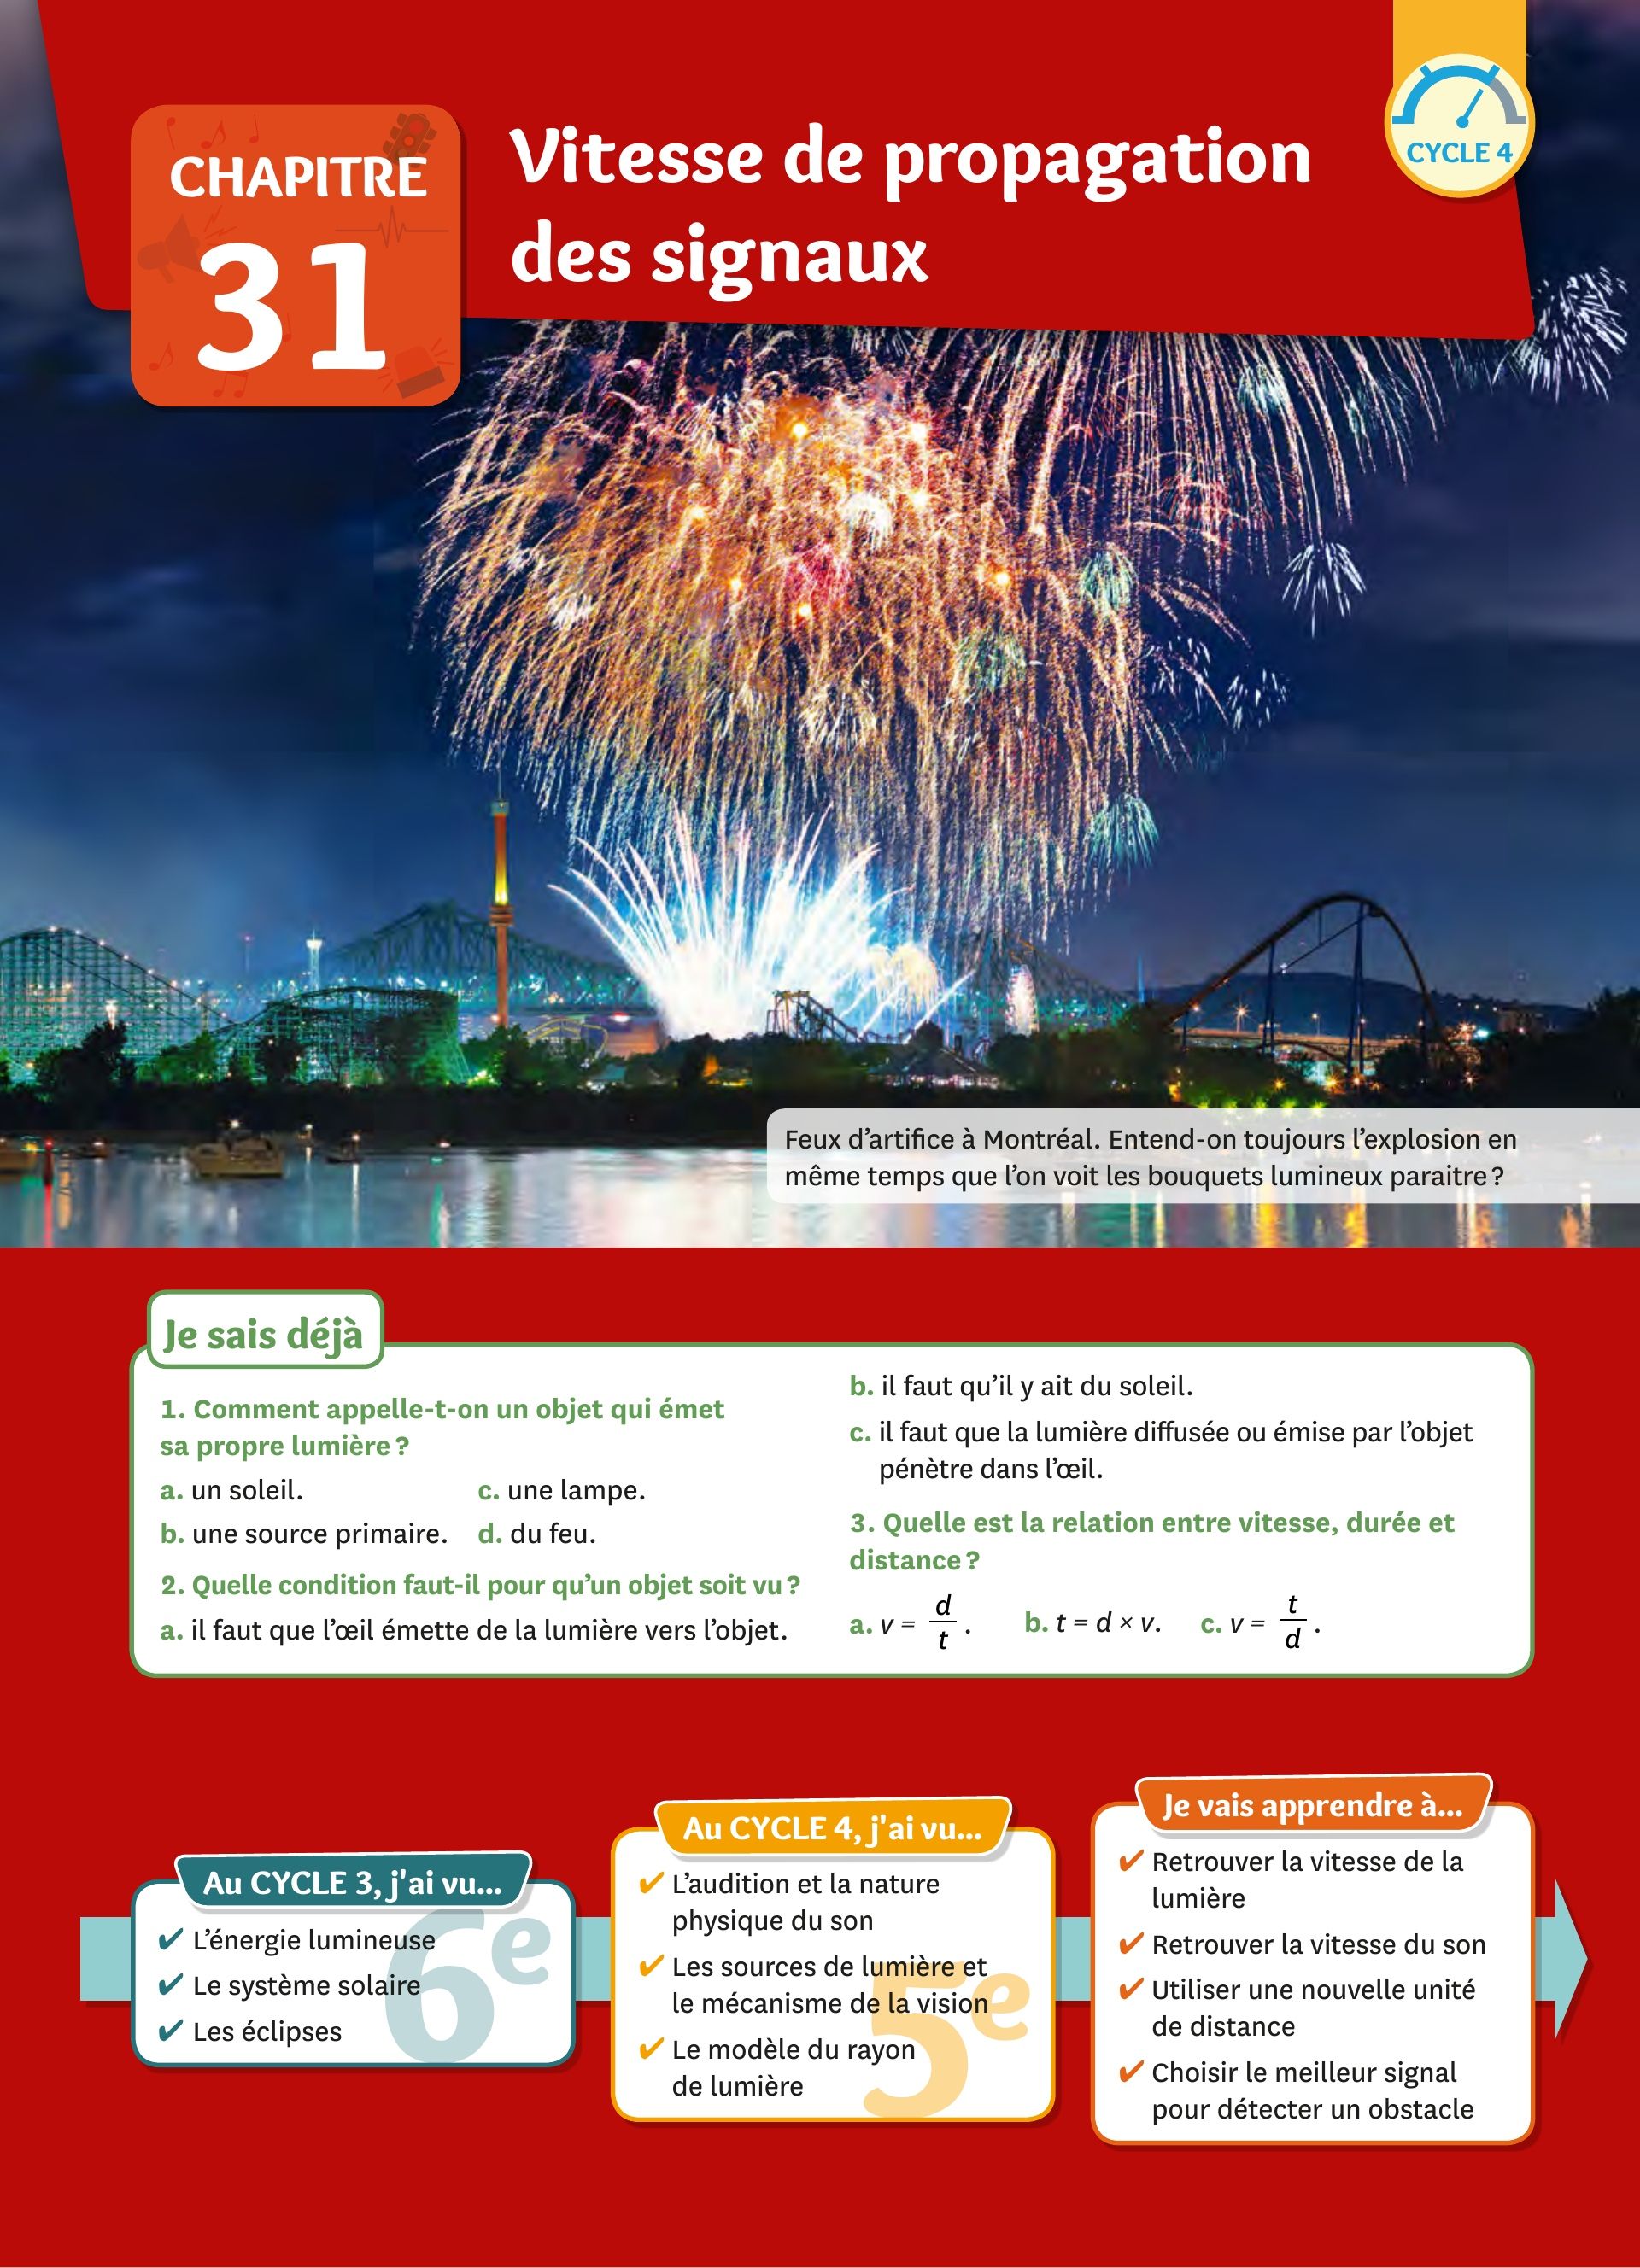 CHAPITRE
31
Vitesse de propagation
des signaux
CYCLE 4
Feux d’artifice à Montréal. Entend-on toujours l’explosion en
même temps que l’on voit les bouquets lumineux paraitre ?
Je sais déjà
1. Comment appelle-t-on un objet qui émet
sa propre lumière ?
a. un soleil. c. une lampe.
b. une source primaire. d. du feu.
2. Quelle condition faut-il pour qu’un objet soit vu ?
a. il faut que l’œil émette de la lumière vers l’objet.
b. il faut qu’il y ait du soleil.
c. il faut que la lumière diffusée ou émise par l’objet
pénètre dans l’œil.
3. Quelle est la relation entre vitesse, durée et
distance ?
a. v = d/t. b. t = d × v. c. v = t/d.
Au CYCLE 3, j'ai vu...
6e
✔ L’énergie lumineuse
✔ Le système solaire
✔ Les éclipses
Au CYCLE 4, j'ai vu...
5e
✔ L’audition et la nature
physique du son
✔ Les sources de lumière et
le mécanisme de la vision
✔ Le modèle du rayon
de lumière
Je vais apprendre à...
✔ Retrouver la vitesse de la
lumière
✔ Retrouver la vitesse du son
✔ Utiliser une nouvelle unité
de distance
✔ Choisir le meilleur signal
pour détecter un obstacle